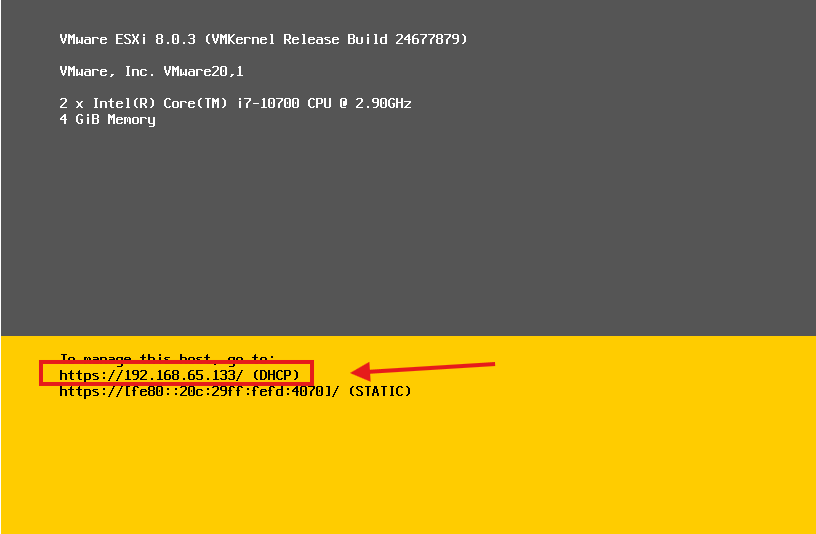 VMware ESXi 8.0.3 (VMKernel Release Build 24677879)
VMware, Inc. VMware20,1
2 x Intel(R) Core(TM) i7-10700 CPU @ 2.90GHz
4 GiB Memory
To manage this host, go to:
https://192.168.65.133/ (DHCP)
https://[fe80::20c:29ff:fefd:4070]/ (STATIC)